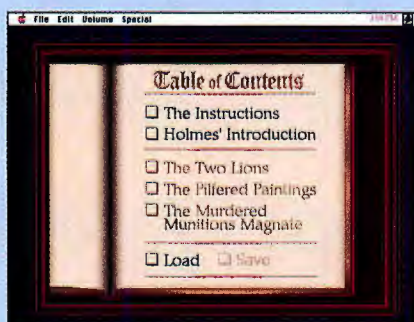 File Edit Volume Special
Table of Contents
The Instructions
Holmes' Introduction
The Two Lions
The Pilfered Paintings
The Murdered
Munitions Magnate
Load Save